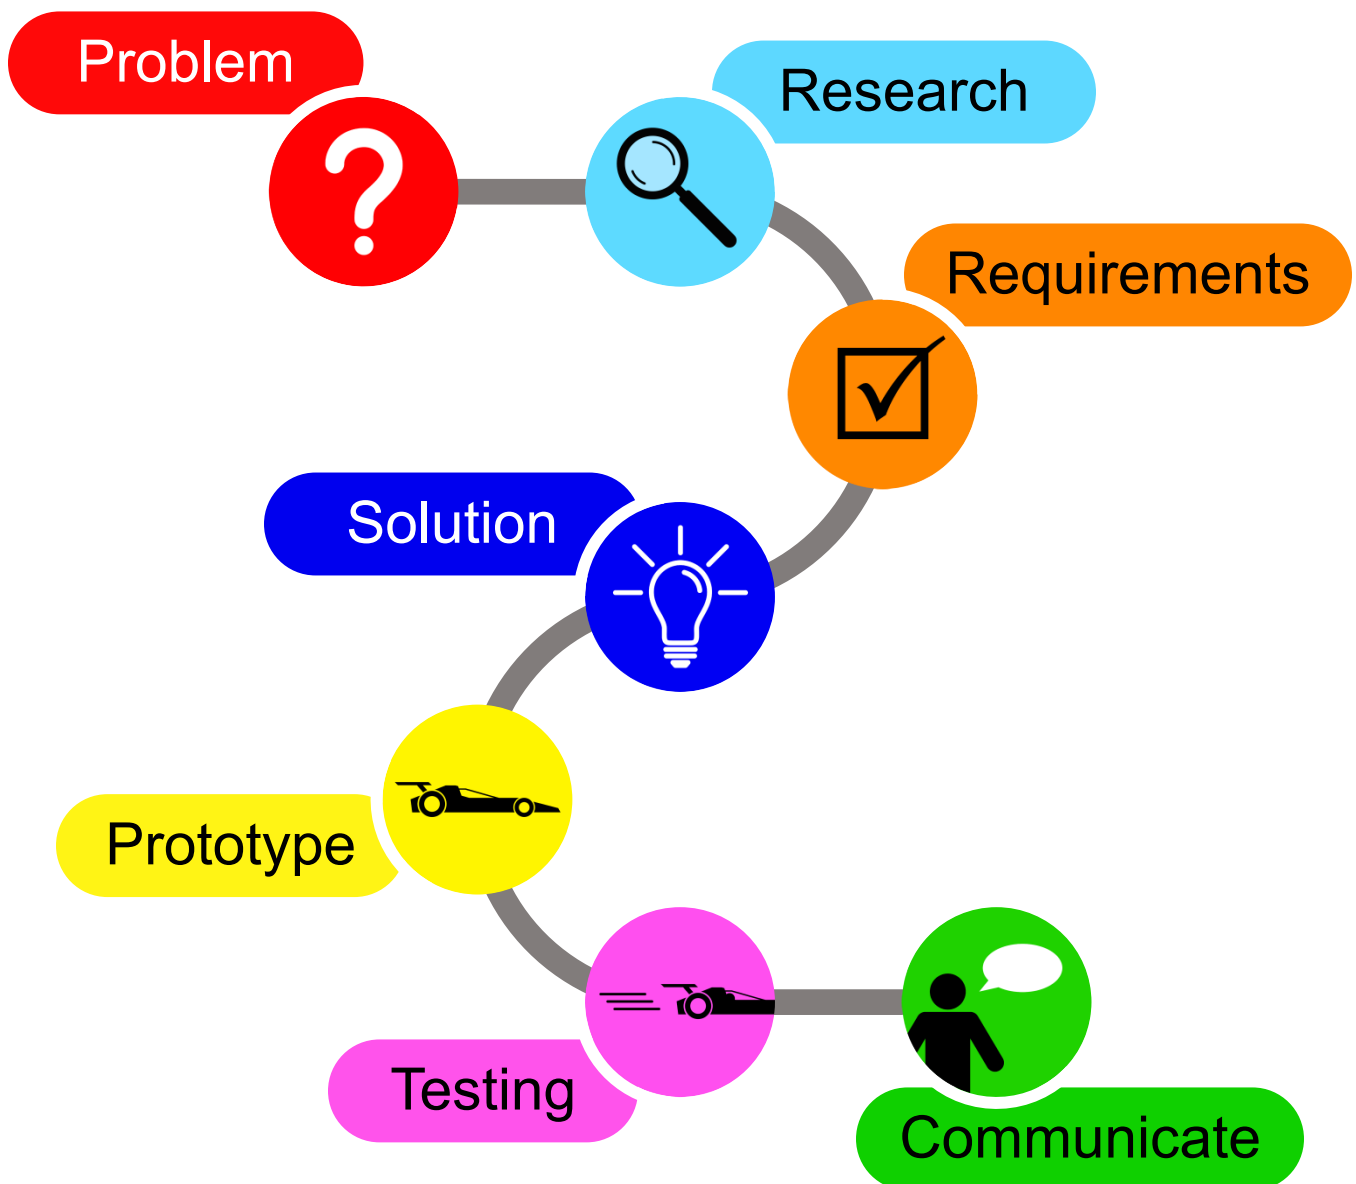 Problem
Research
Requirements
Solution
Prototype
Testing
Communicate